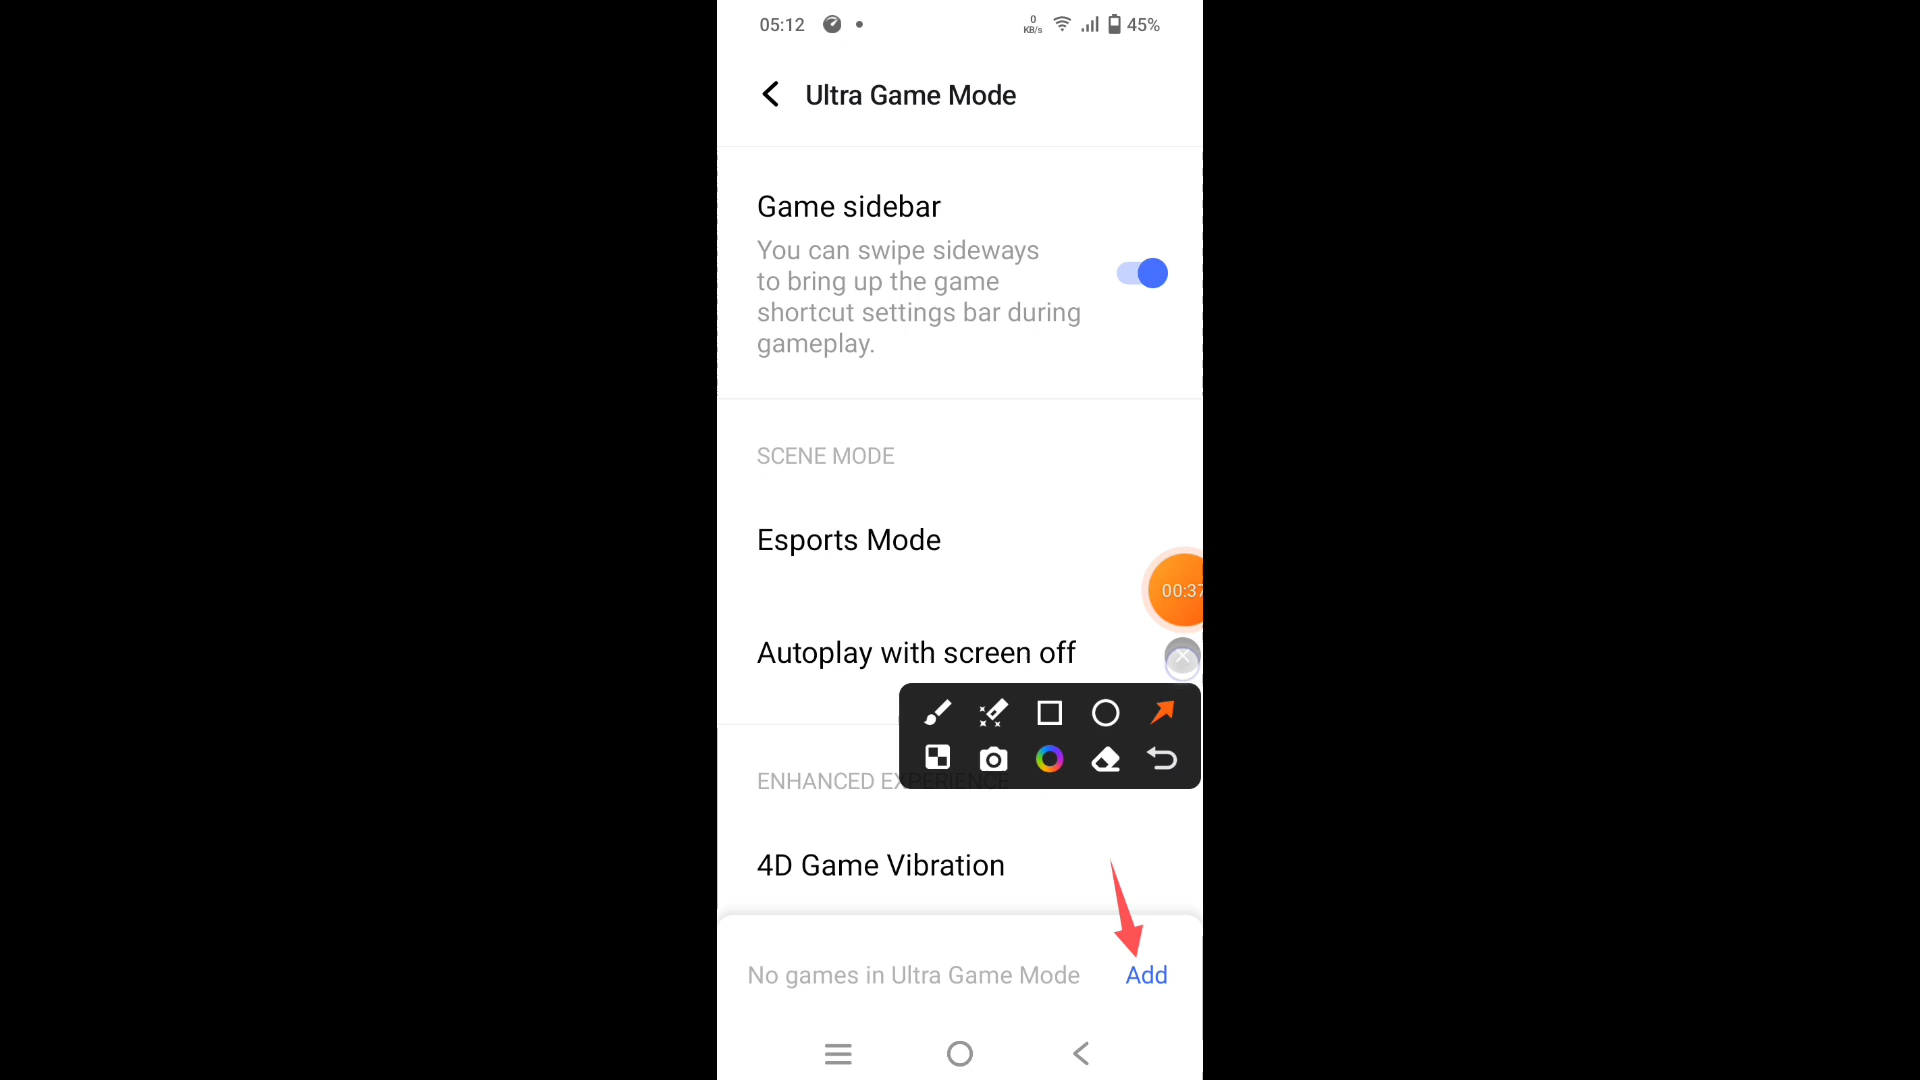 05:12
0
KB/s
45%
Ultra Game Mode
Game sidebar
You can swipe sideways
to bring up the game
shortcut settings bar during
gameplay.
SCENE MODE
Esports Mode
00:37
Autoplay with screen off
ENHANCED EXPERIENCE
4D Game Vibration
No games in Ultra Game Mode
Add